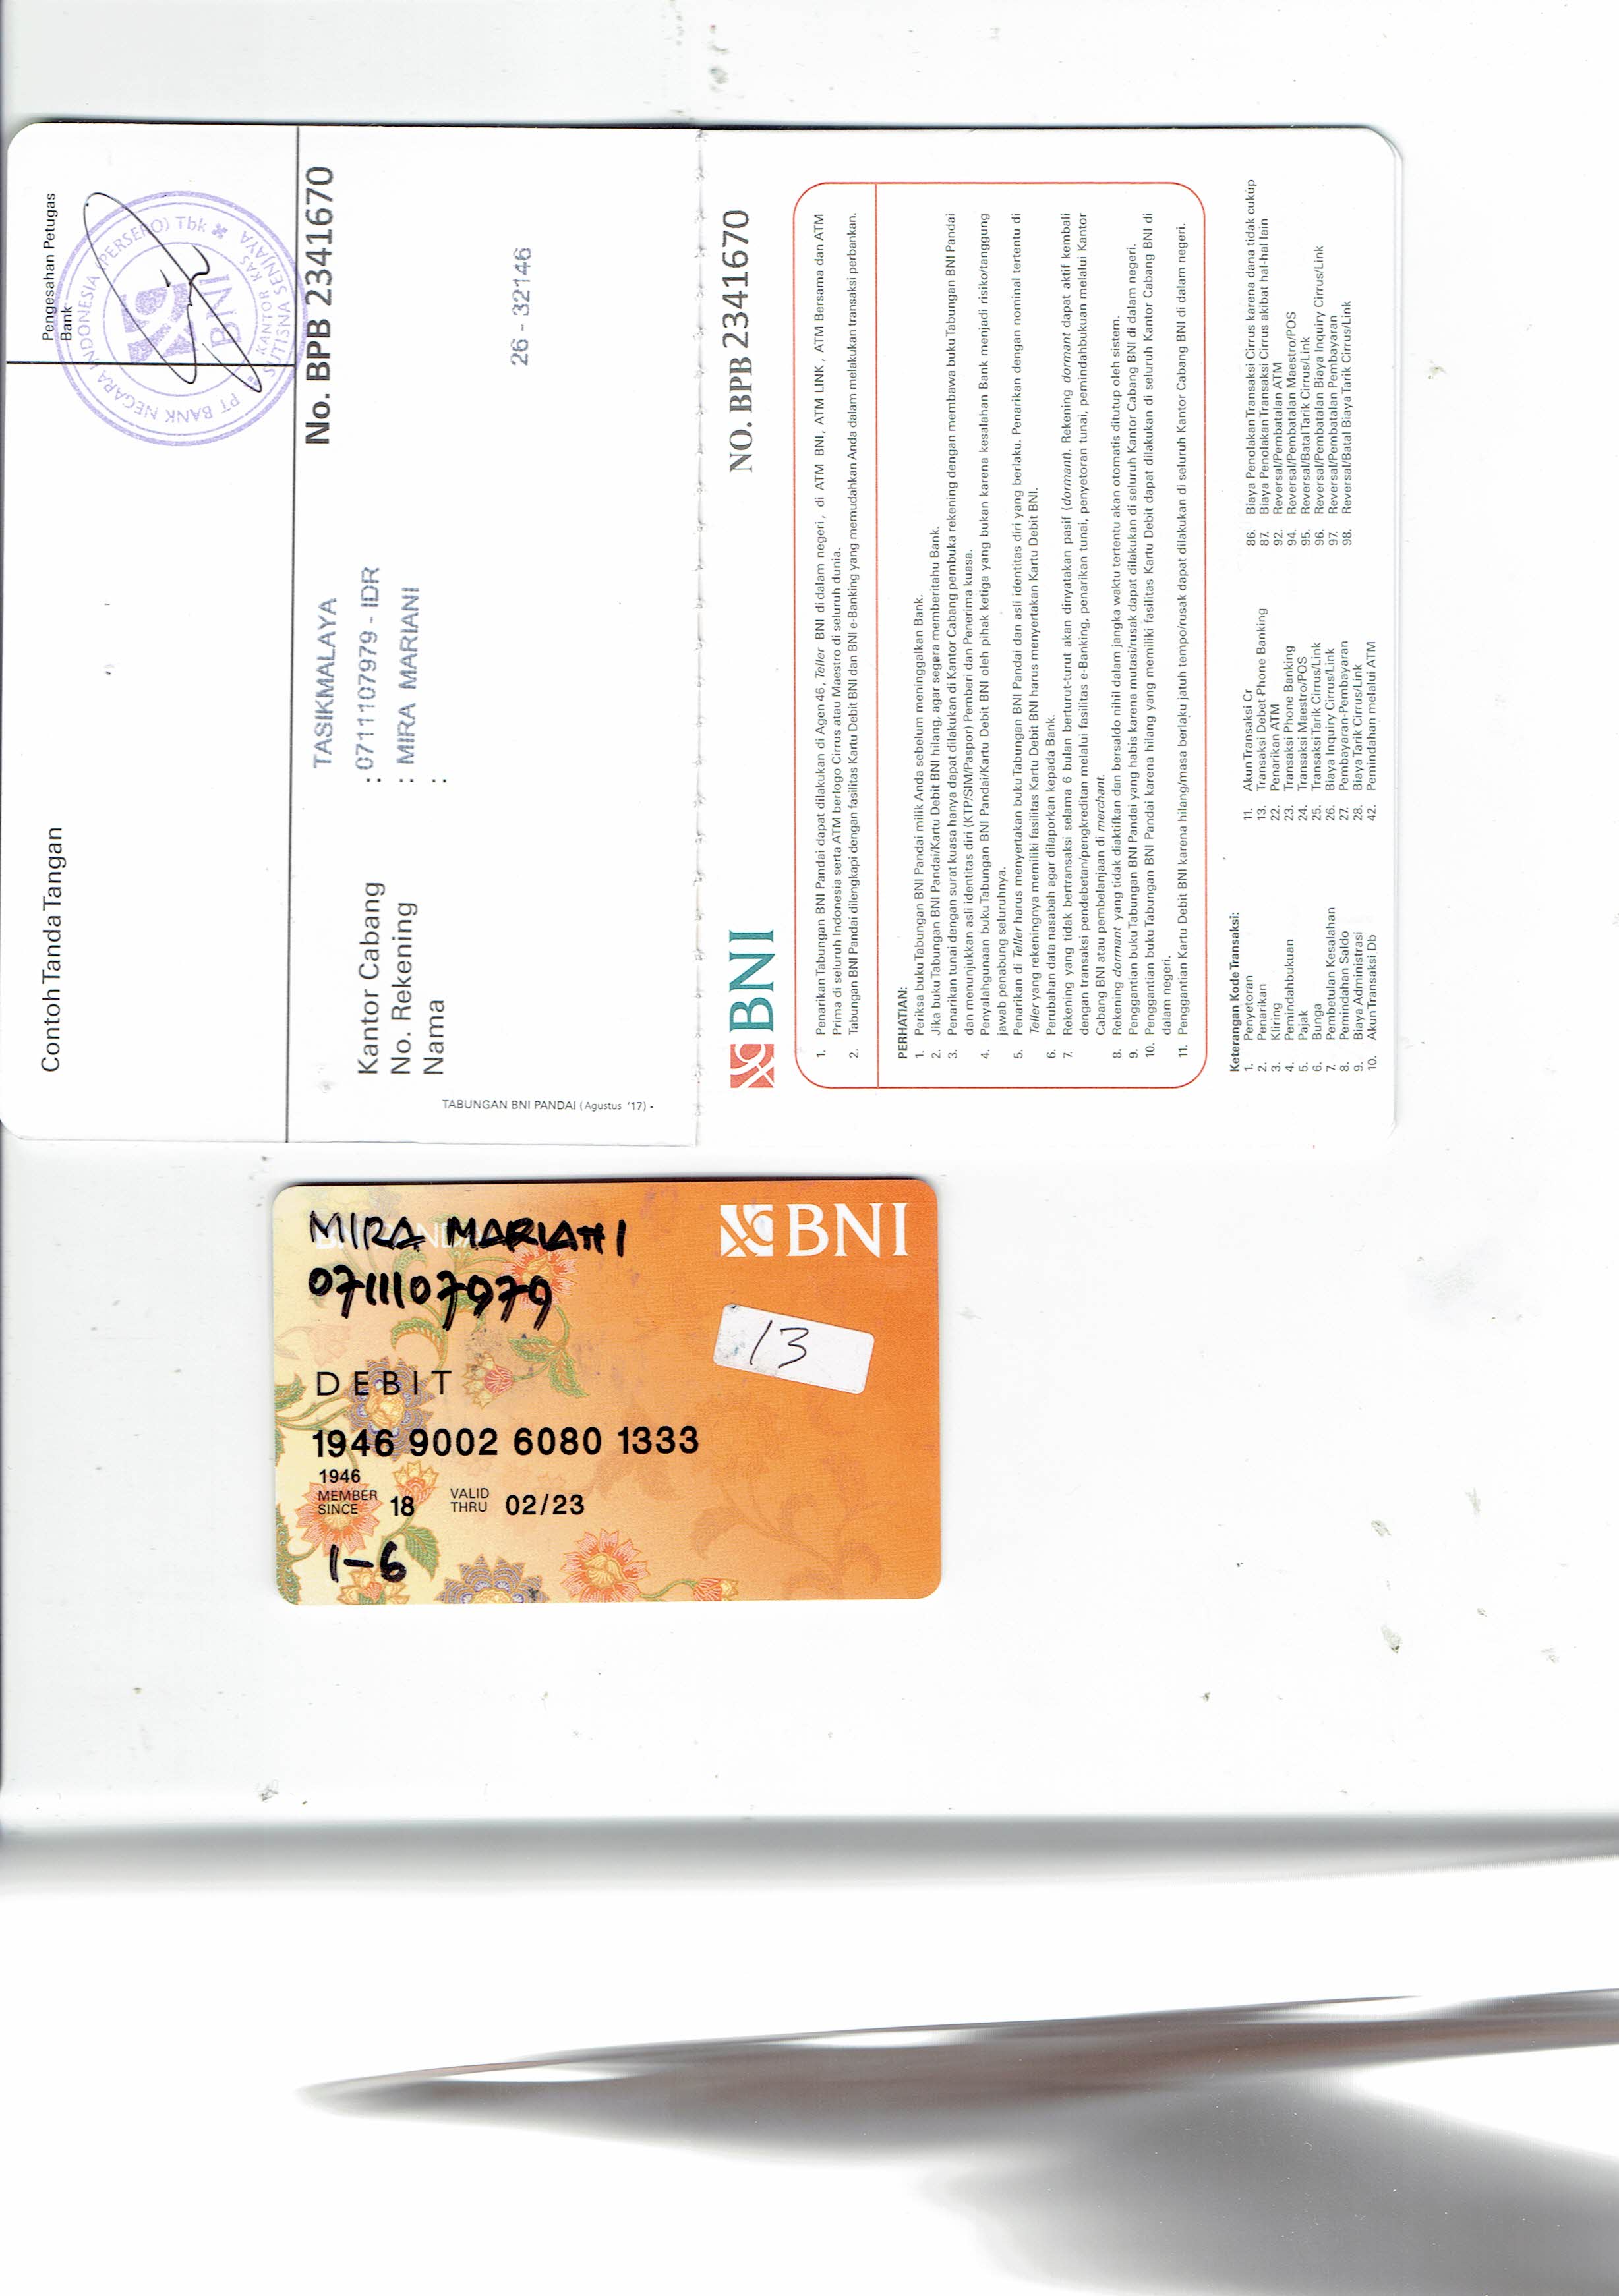 Contoh Tanda Tangan
Pengesahan Petugas
Bank
PT BANK NEGARA INDONESIA (PERSERO) Tbk
KANTOR KAS
SUTISNA SENJAYA
BNI
No. BPB 2341670
TASIKMALAYA
Kantor Cabang
No. Rekening : 0711107979 - IDR
Nama : MIRA MARIANI
:
26 - 32146
TABUNGAN BNI PANDAI (Agustus '17) -
BNI
NO. BPB 2341670
1. Penarikan Tabungan BNI Pandai dapat dilakukan di Agen 46, Teller BNI di dalam negeri, di ATM BNI, ATM LINK, ATM Bersama dan ATM
Prima di seluruh Indonesia serta ATM berlogo Cirrus atau Maestro di seluruh dunia.
2. Tabungan BNI Pandai dilengkapi dengan fasilitas Kartu Debit BNI dan BNI e-Banking yang memudahkan Anda dalam melakukan transaksi perbankan.
PERHATIAN:
1. Periksa buku Tabungan BNI Pandai milik Anda sebelum meninggalkan Bank.
2. Jika buku Tabungan BNI Pandai/Kartu Debit BNI hilang, agar segera memberitahu Bank.
3. Penarikan tunai dengan surat kuasa hanya dapat dilakukan di Kantor Cabang pembuka rekening dengan membawa buku Tabungan BNI Pandai
dan menunjukkan asli identitas diri (KTP/SIM/Paspor) Pemberi dan Penerima kuasa.
4. Penyalahgunaan buku Tabungan BNI Pandai/Kartu Debit BNI oleh pihak ketiga yang bukan karena kesalahan Bank menjadi risiko/tanggung
jawab penabung seluruhnya.
5. Penarikan di Teller harus menyertakan buku Tabungan BNI Pandai dan asli identitas diri yang berlaku. Penarikan dengan nominal tertentu di
Teller yang rekeningnya memiliki fasilitas Kartu Debit BNI harus menyertakan Kartu Debit BNI.
6. Perubahan data nasabah agar dilaporkan kepada Bank.
7. Rekening yang tidak bertransaksi selama 6 bulan berturut-turut akan dinyatakan pasif (dormant). Rekening dormant dapat aktif kembali
dengan transaksi pendebetan/pengkreditan melalui fasilitas e-Banking, penarikan tunai, penyetoran tunai, pemindahbukuan melalui Kantor
Cabang BNI atau pembelanjaan di merchant.
8. Rekening dormant yang tidak diaktifkan dan bersaldo nihil dalam jangka waktu tertentu akan otomatis ditutup oleh sistem.
9. Penggantian buku Tabungan BNI Pandai yang habis karena mutasi/rusak dapat dilakukan di seluruh Kantor Cabang BNI di dalam negeri.
10. Penggantian buku Tabungan BNI Pandai karena hilang yang memiliki fasilitas Kartu Debit dapat dilakukan di seluruh Kantor Cabang BNI di
dalam negeri.
11. Penggantian Kartu Debit BNI karena hilang/masa berlaku jatuh tempo/rusak dapat dilakukan di seluruh Kantor Cabang BNI di dalam negeri.
Keterangan Kode Transaksi:
1. Penyetoran
2. Penarikan
3. Kliring
4. Pemindahbukuan
5. Pajak
6. Bunga
7. Pembetulan Kesalahan
8. Pemindahan Saldo
9. Biaya Administrasi
10. Akun Transaksi Db
11. Akun Transaksi Cr
13. Transaksi Debet Phone Banking
22. Penarikan ATM
23. Transaksi Phone Banking
24. Transaksi Maestro/POS
25. Transaksi Tarik Cirrus/Link
26. Biaya Inquiry Cirrus/Link
27. Pembayaran-Pembayaran
28. Biaya Tarik Cirrus/Link
42. Pemindahan melalui ATM
86. Biaya Penolakan Transaksi Cirrus karena dana tidak cukup
87. Biaya Penolakan Transaksi Cirrus akibat hal-hal lain
92. Reversal/Pembatalan ATM
94. Reversal/Pembatalan Maestro/POS
95. Reversal/Batal Tarik Cirrus/Link
96. Reversal/Pembatalan Biaya Inquiry Cirrus/Link
97. Reversal/Pembatalan Pembayaran
98. Reversal/Batal Biaya Tarik Cirrus/Link
MIRA MARIANI
0711107979
BNI
13
DEBIT
1946 9002 6080 1333
1946
MEMBER SINCE 18 VALID THRU 02/23
1-6